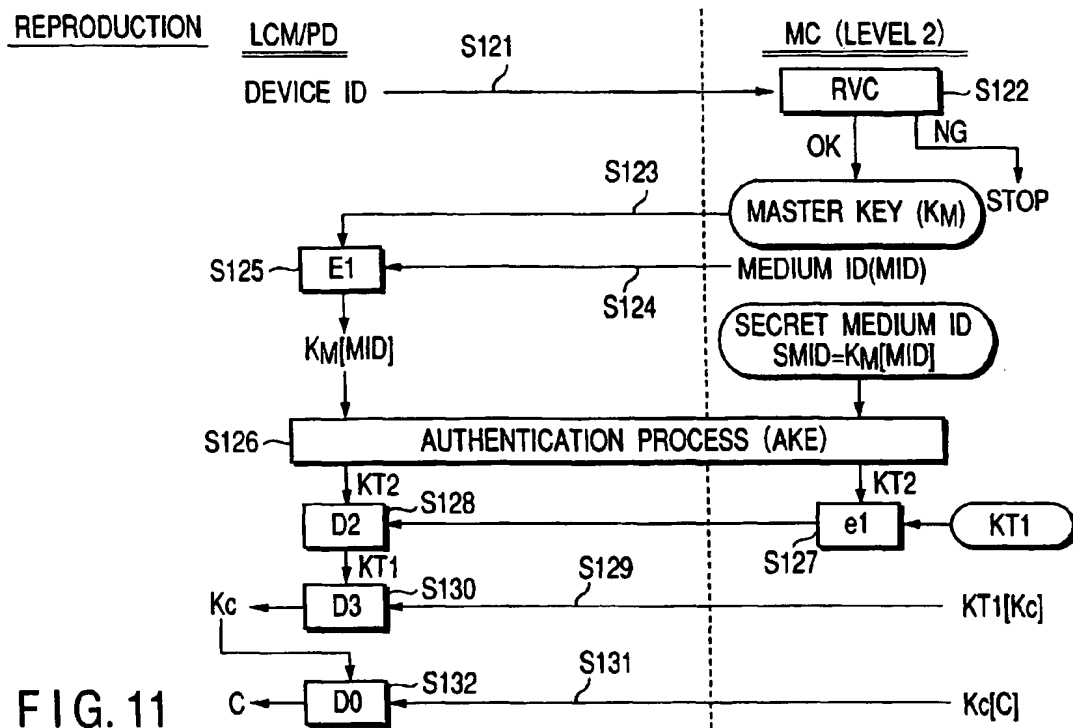 REPRODUCTION
LCM/PD
MC (LEVEL 2)
S121
DEVICE ID
RVC
S122
OK
NG
STOP
S123
MASTER KEY (KM)
S125
E1
S124
MEDIUM ID(MID)
KM[MID]
SECRET MEDIUM ID
SMID=KM[MID]
S126
AUTHENTICATION PROCESS (AKE)
KT2
KT2
D2
S128
e1
S127
KT1
KT1
Kc
D3
S130
S129
KT1[Kc]
C
D0
S132
S131
Kc[C]
FIG. 11